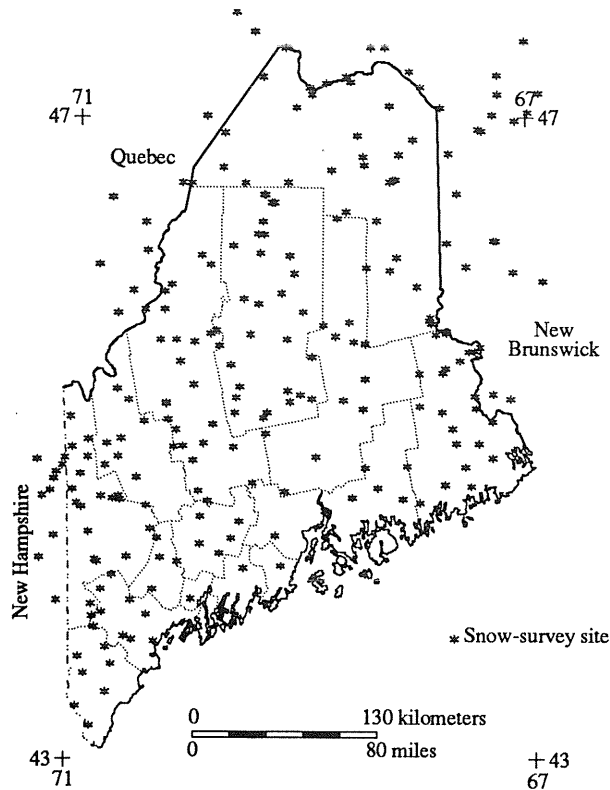 71
47 +
67
+ 47
Quebec
New
Brunswick
New Hampshire
* Snow-survey site
0 130 kilometers
0 80 miles
43 +
71
+ 43
67